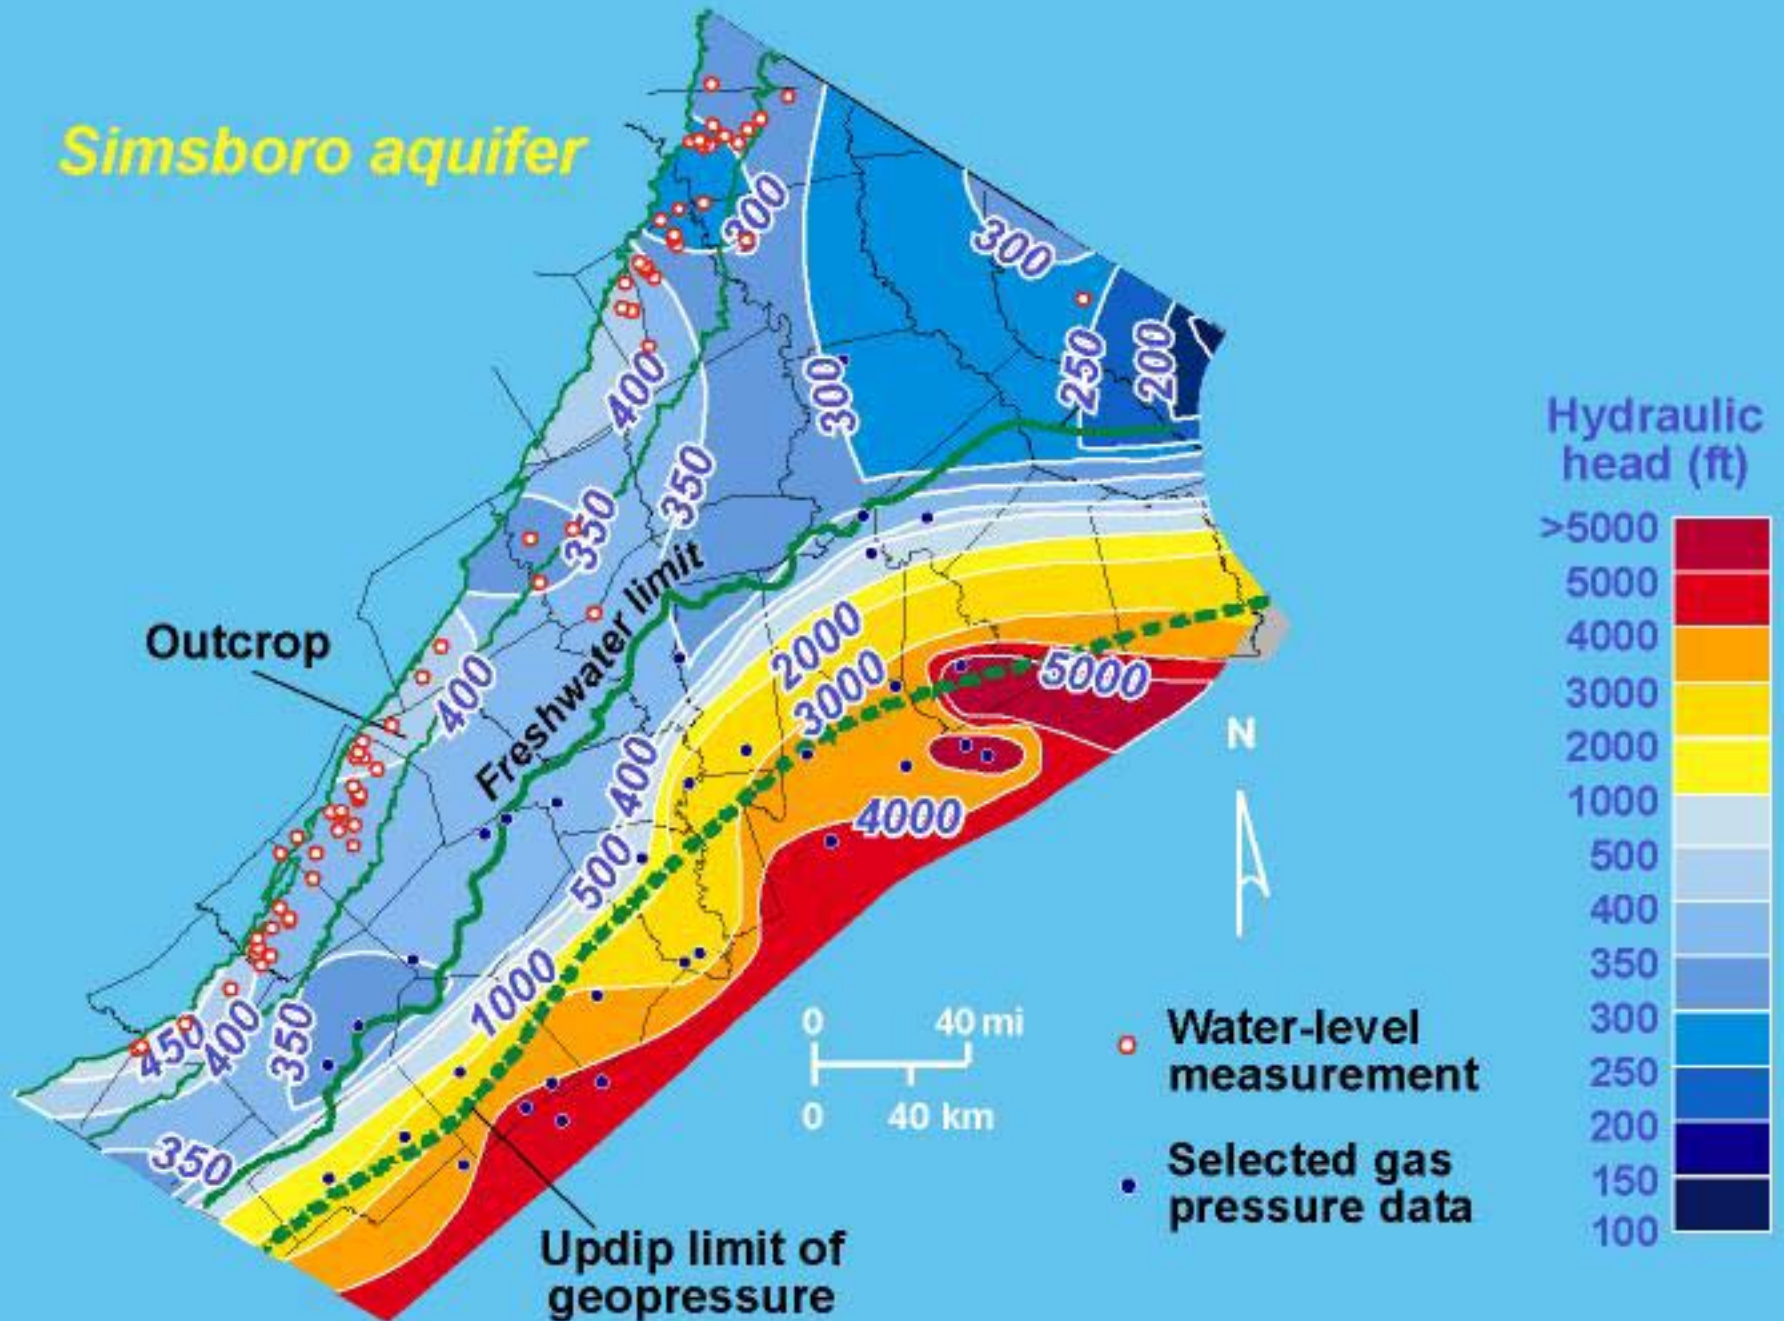 Simsboro aquifer
300
300
300
250
200
400
350
350
Outcrop
400
Freshwater limit
2000
3000
5000
4000
400
500
1000
450
400
350
350
Updip limit of
geopressure
N
0 40 mi
0 40 km
Water-level
measurement
Selected gas
pressure data
Hydraulic
head (ft)
>5000
5000
4000
3000
2000
1000
500
400
350
300
250
200
150
100